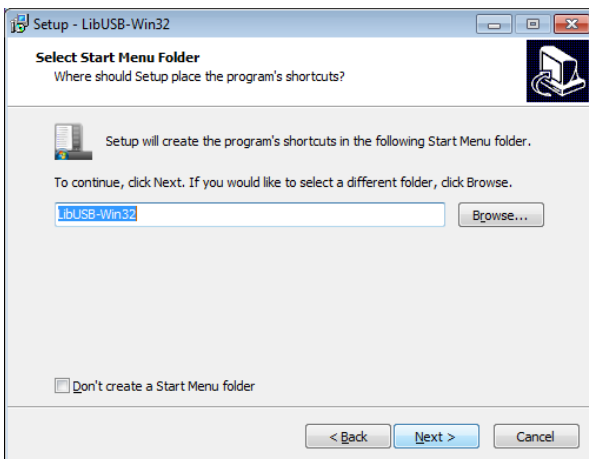 Setup - LibUSB-Win32
Select Start Menu Folder
Where should Setup place the program's shortcuts?
Setup will create the program's shortcuts in the following Start Menu folder.
To continue, click Next. If you would like to select a different folder, click Browse.
LibUSB-Win32
Browse...
Don't create a Start Menu folder
< Back
Next >
Cancel